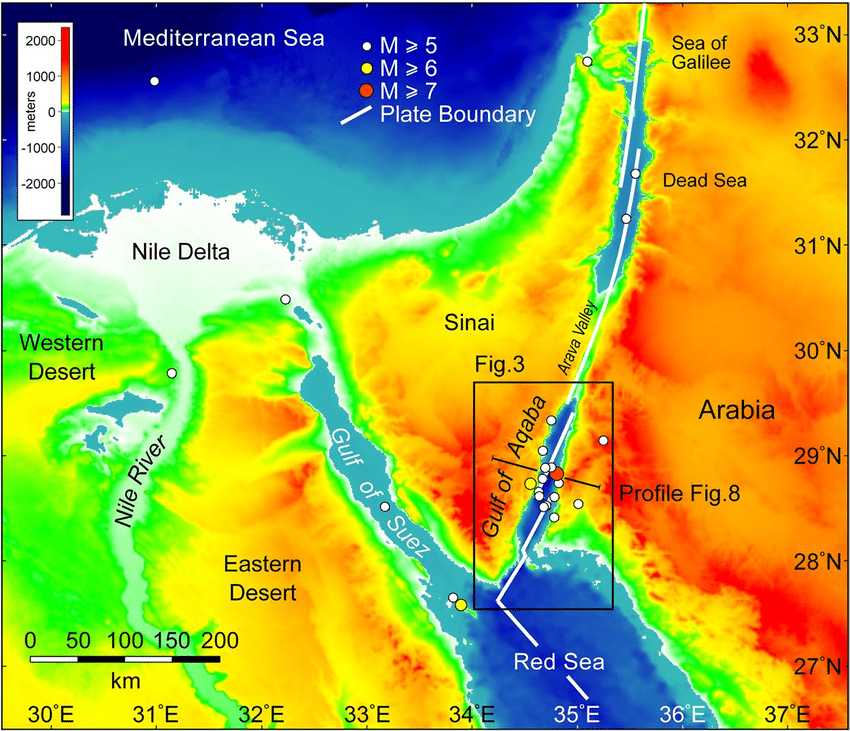 Mediterranean Sea
M ⩾ 5
M ⩾ 6
M ⩾ 7
Plate Boundary
2000
1000
0
-1000
-2000
meters
Sea of
Galilee
33°N
32°N
Dead Sea
Nile Delta
31°N
Sinai
Arava Valley
Western
Desert
30°N
Fig.3
Arabia
Gulf of Aqaba
29°N
Nile River
Gulf of Suez
Profile Fig.8
Eastern
Desert
28°N
0 50 100 150 200
km
Red Sea
27°N
30°E 31°E 32°E 33°E 34°E 35°E 36°E 37°E